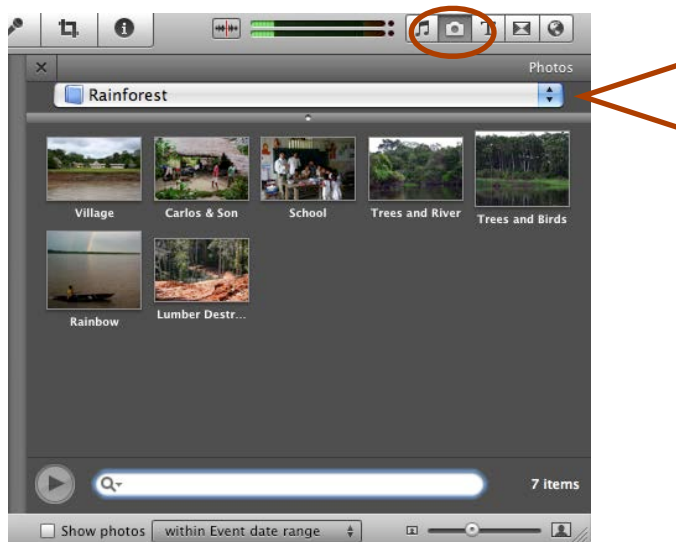 T
Photos
Rainforest
Village
Carlos & Son
School
Trees and River
Trees and Birds
Rainbow
Lumber Destr...
7 items
Show photos
within Event date range